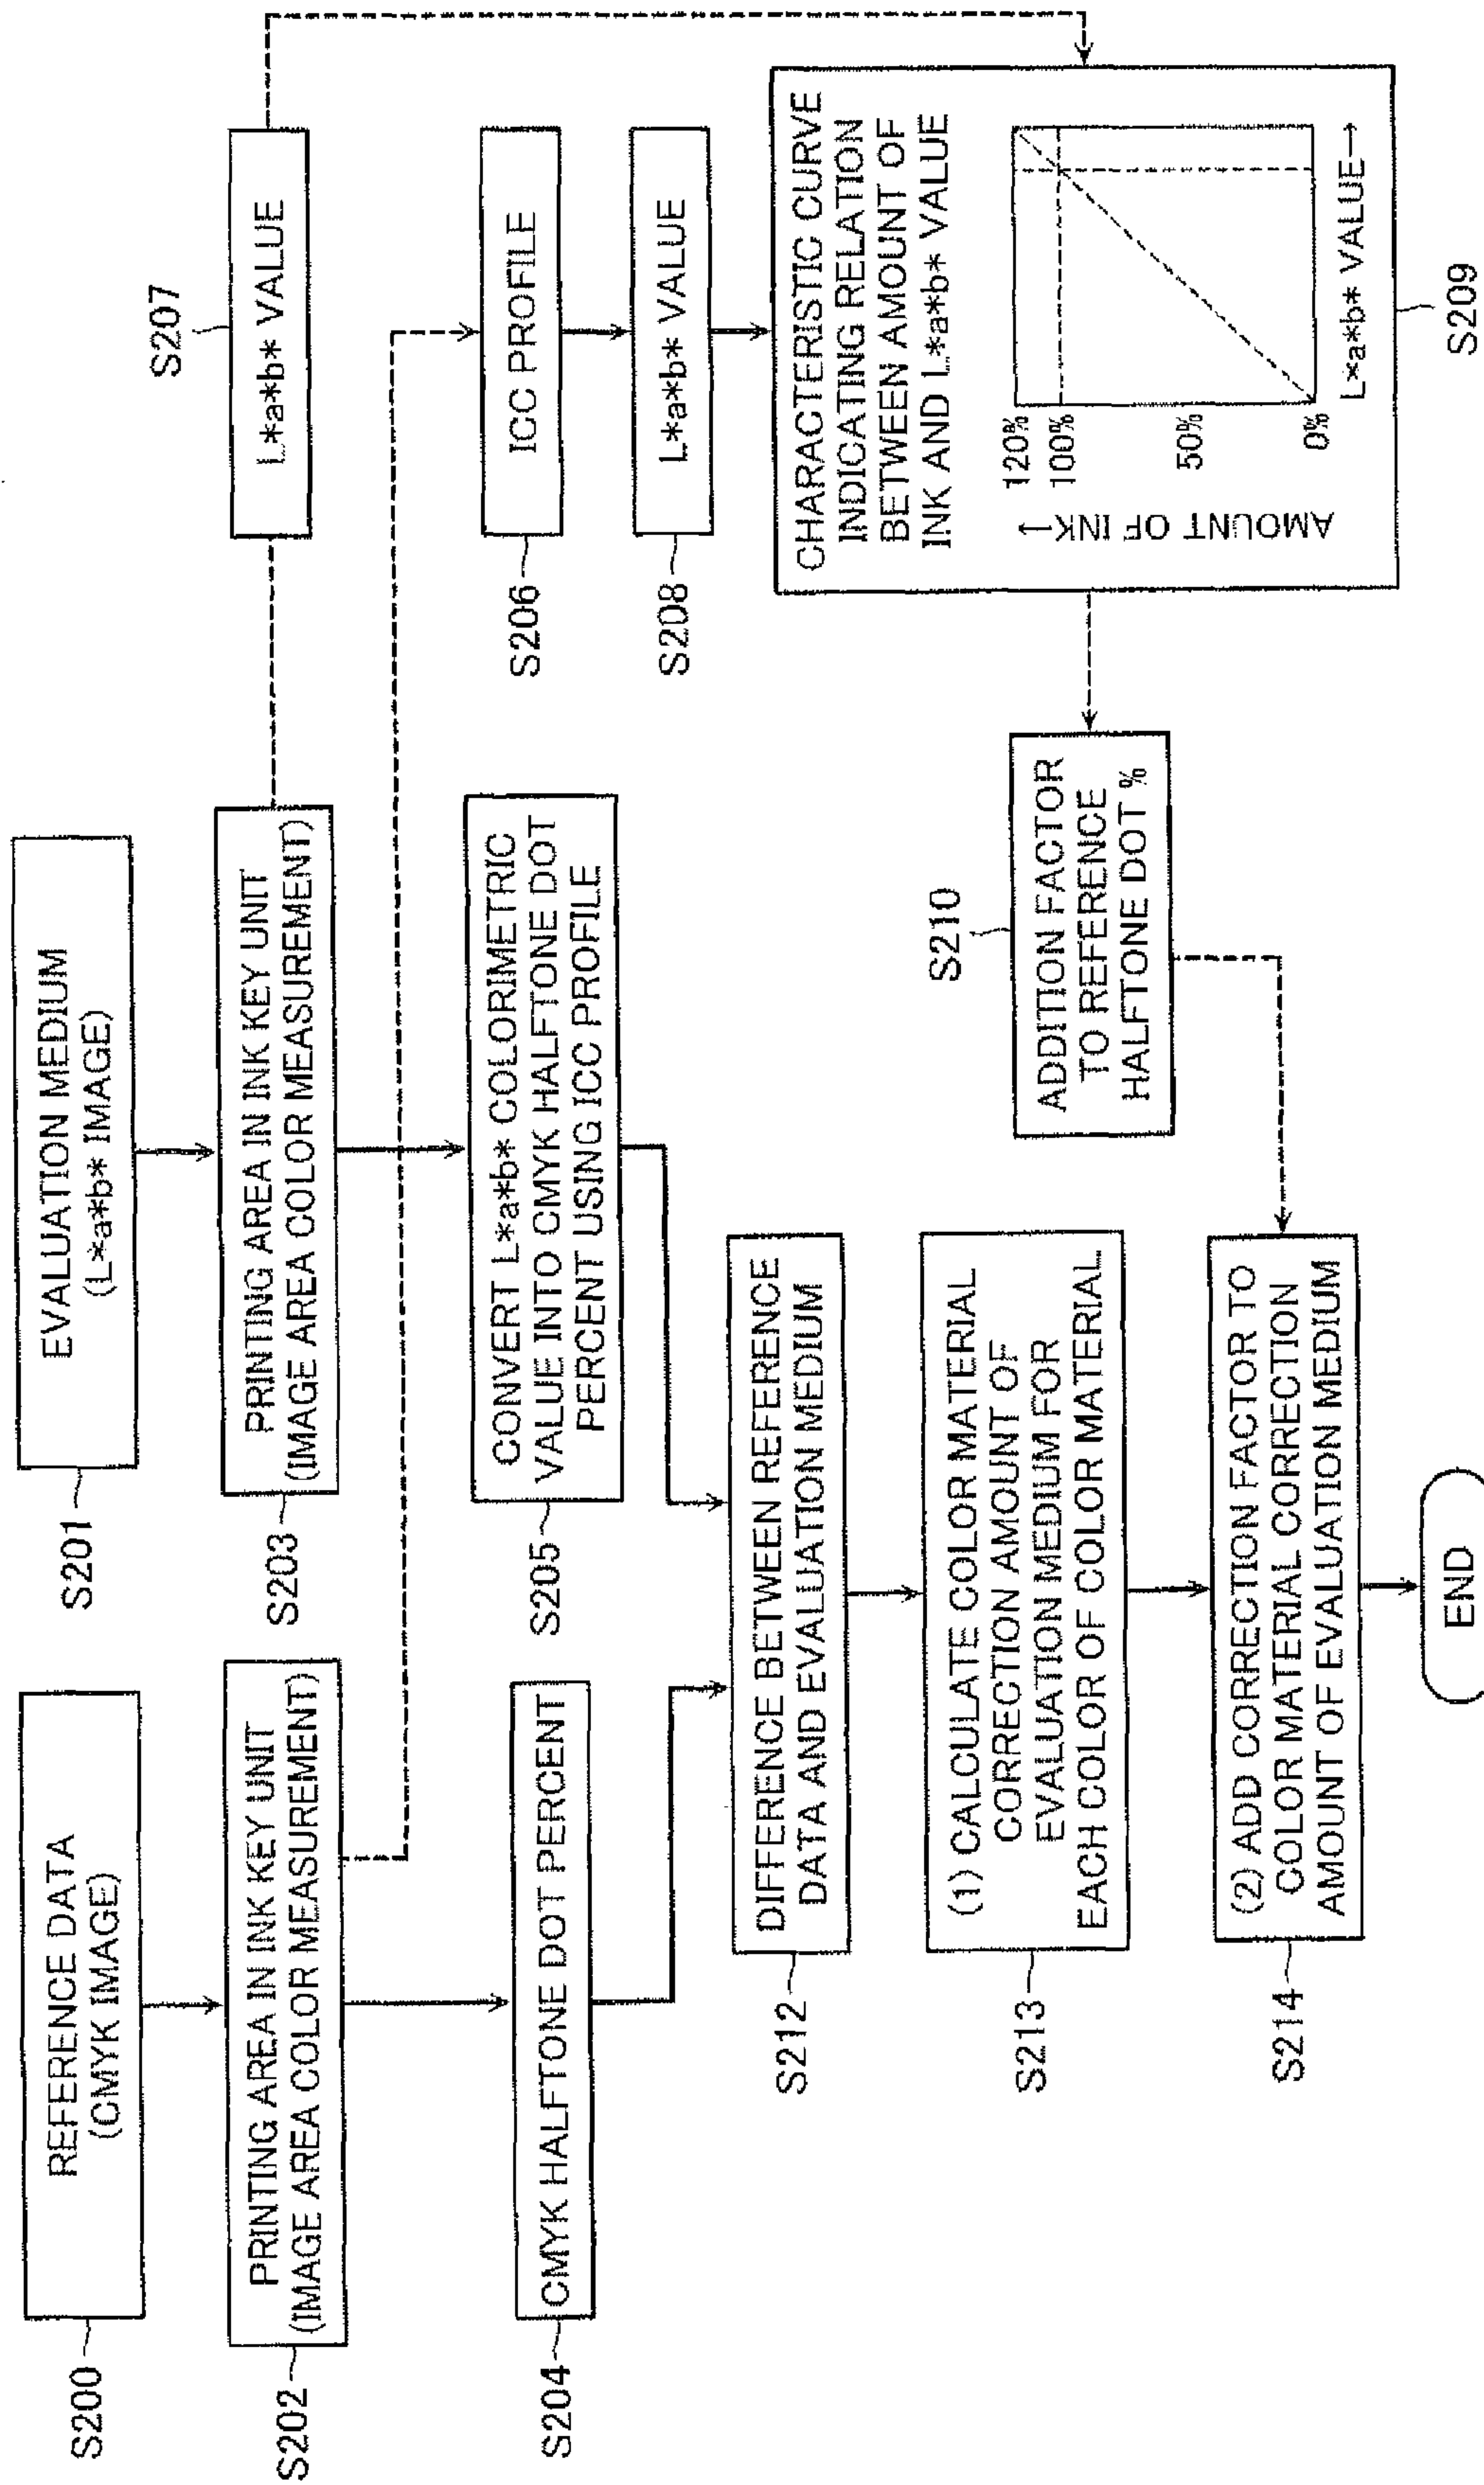 S200
REFERENCE DATA
(CMYK IMAGE)
S201
EVALUATION MEDIUM
(L*a*b* IMAGE)
S202
PRINTING AREA IN INK KEY UNIT
(IMAGE AREA COLOR MEASUREMENT)
S203
PRINTING AREA IN INK KEY UNIT
(IMAGE AREA COLOR MEASUREMENT)
S207
L*a*b* VALUE
S204
CMYK HALFTONE DOT PERCENT
S205
CONVERT L*a*b* COLORIMETRIC
VALUE INTO CMYK HALFTONE DOT
PERCENT USING ICC PROFILE
S206
ICC PROFILE
S208
L*a*b* VALUE
CHARACTERISTIC CURVE
INDICATING RELATION
BETWEEN AMOUNT OF
INK AND L*a*b* VALUE
AMOUNT OF INK→
120%
100%
50%
0%
L*a*b* VALUE→
S209
S210
ADDITION FACTOR
TO REFERENCE
HALFTONE DOT %
S212
DIFFERENCE BETWEEN REFERENCE
DATA AND EVALUATION MEDIUM
S213
(1) CALCULATE COLOR MATERIAL
CORRECTION AMOUNT OF
EVALUATION MEDIUM FOR
EACH COLOR OF COLOR MATERIAL
S214
(2) ADD CORRECTION FACTOR TO
COLOR MATERIAL CORRECTION
AMOUNT OF EVALUATION MEDIUM
END